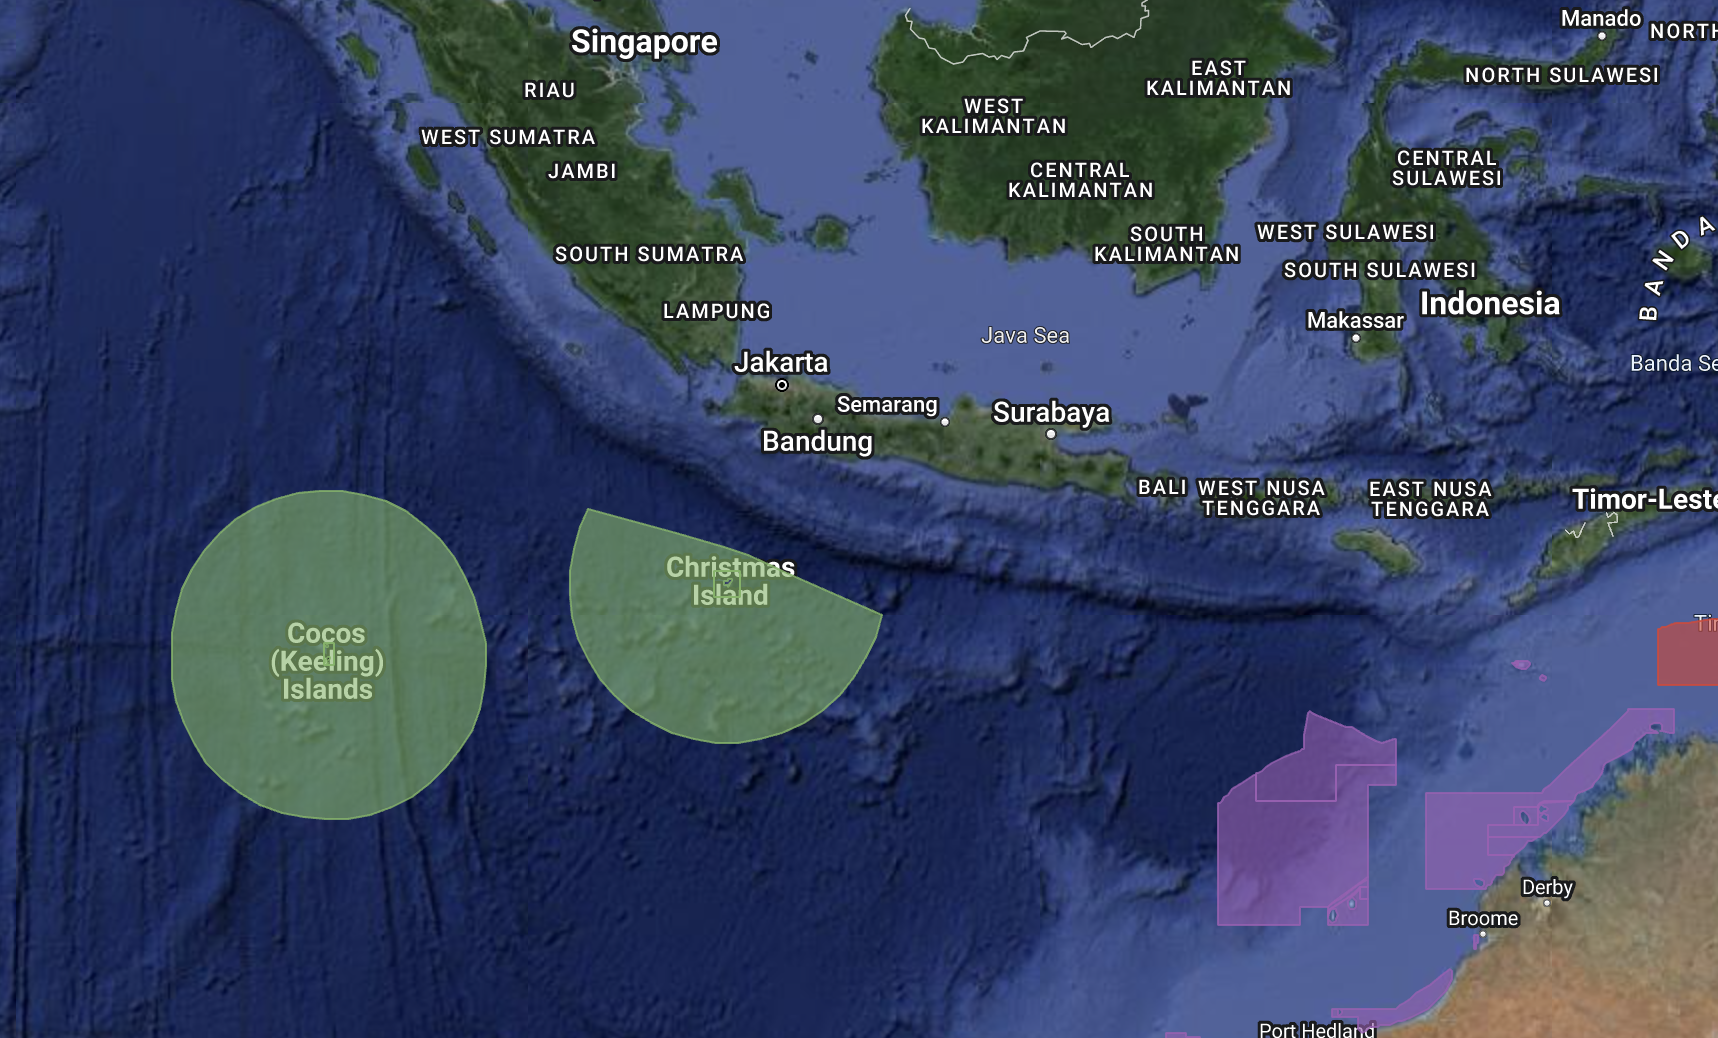 Manado
NORTH
Singapore
EAST
KALIMANTAN
NORTH SULAWESI
RIAU
WEST
KALIMANTAN
WEST SUMATRA
CENTRAL
SULAWESI
JAMBI
CENTRAL
KALIMANTAN
BANDA
SOUTH
KALIMANTAN
WEST SULAWESI
SOUTH SUMATRA
SOUTH SULAWESI
LAMPUNG
Indonesia
Makassar
Java Sea
Jakarta
Banda Se
Semarang
Surabaya
Bandung
BALI
WEST NUSA
TENGGARA
EAST NUSA
TENGGARA
Timor-Leste
Christmas
Island
Cocos
(Keeling)
Islands
Tir
Derby
Broome
Port Hedland